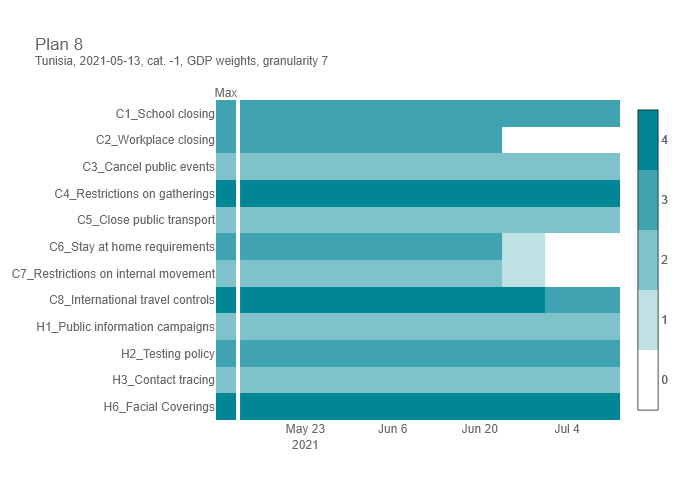 Plan 8
Tunisia, 2021-05-13, cat. -1, GDP weights, granularity 7
Max
C1_School closing
C2_Workplace closing
C3_Cancel public events
C4_Restrictions on gatherings
C5_Close public transport
C6_Stay at home requirements
C7_Restrictions on internal movement
C8_International travel controls
H1_Public information campaigns
H2_Testing policy
H3_Contact tracing
H6_Facial Coverings
May 23
2021
Jun 6
Jun 20
Jul 4
4
3
2
1
0